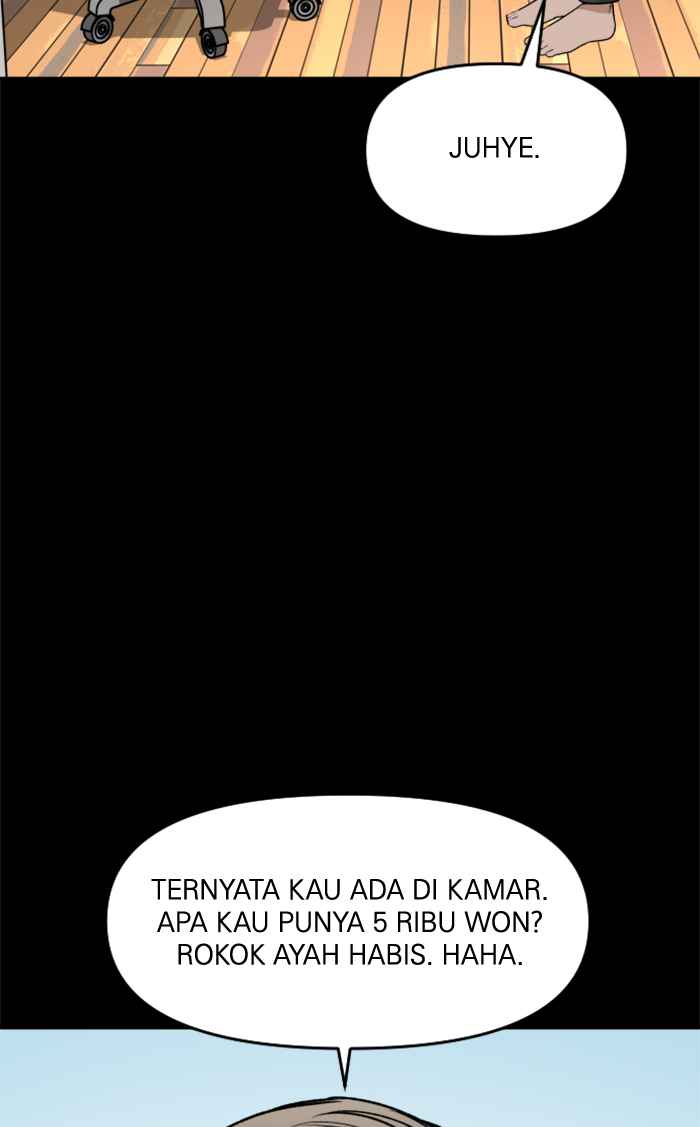 JUHYE.
TERNYATA KAU ADA DI KAMAR.
APA KAU PUNYA 5 RIBU WON?
ROKOK AYAH HABIS. HAHA.